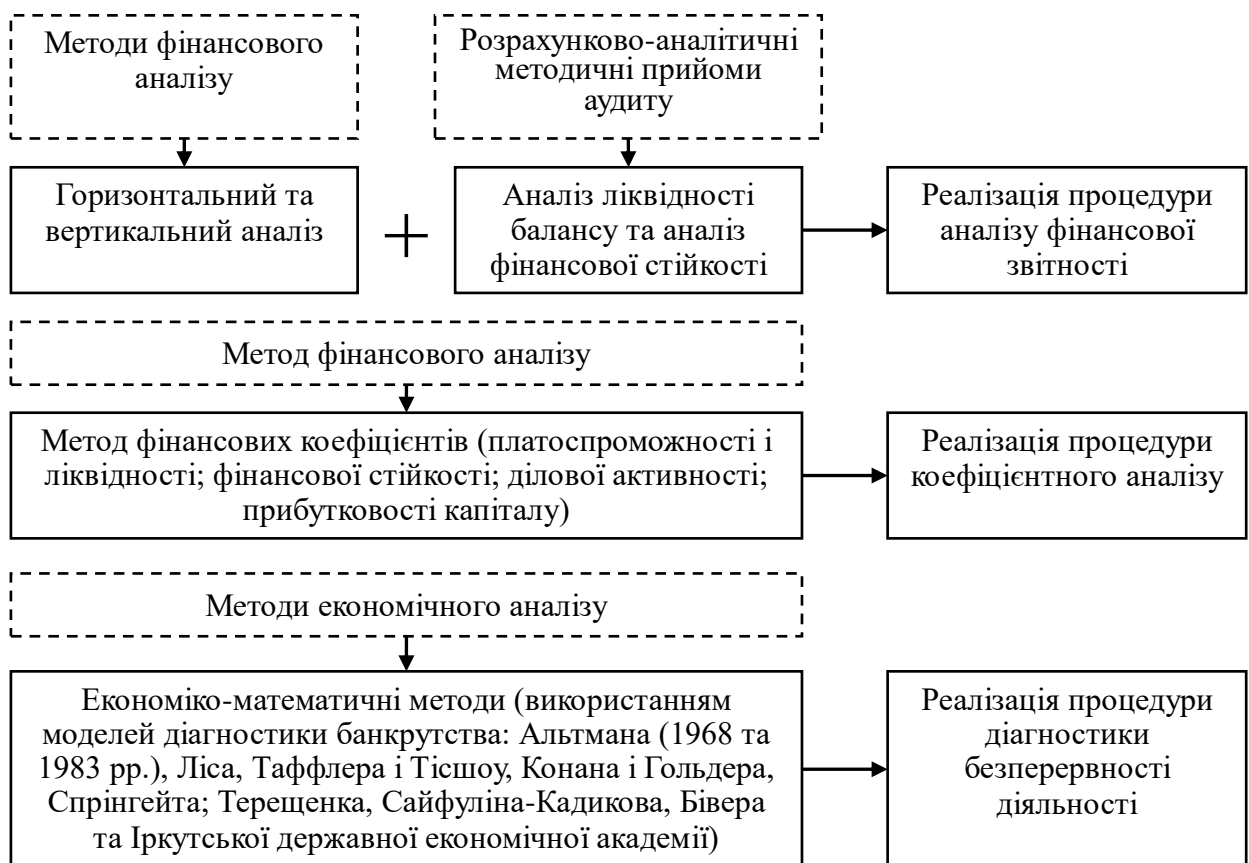 Методи фінансового
аналізу
Розрахунково-аналітичні
методичні прийоми
аудиту
Горизонтальний та
вертикальний аналіз
+
Аналіз ліквідності
балансу та аналіз
фінансової стійкості
Реалізація процедури
аналізу фінансової
звітності
Метод фінансового аналізу
Метод фінансових коефіцієнтів (платоспроможності і
ліквідності; фінансової стійкості; ділової активності;
прибутковості капіталу)
Реалізація процедури
коефіцієнтного аналізу
Методи економічного аналізу
Економіко-математичні методи (використанням
моделей діагностики банкрутства: Альтмана (1968 та
1983 рр.), Ліса, Таффлера і Тісшоу, Конана і Гольдера,
Спрінгейта; Терещенка, Сайфуліна-Кадикова, Бівера
та Іркутської державної економічної академії)
Реалізація процедури
діагностики
безперервності
діяльності